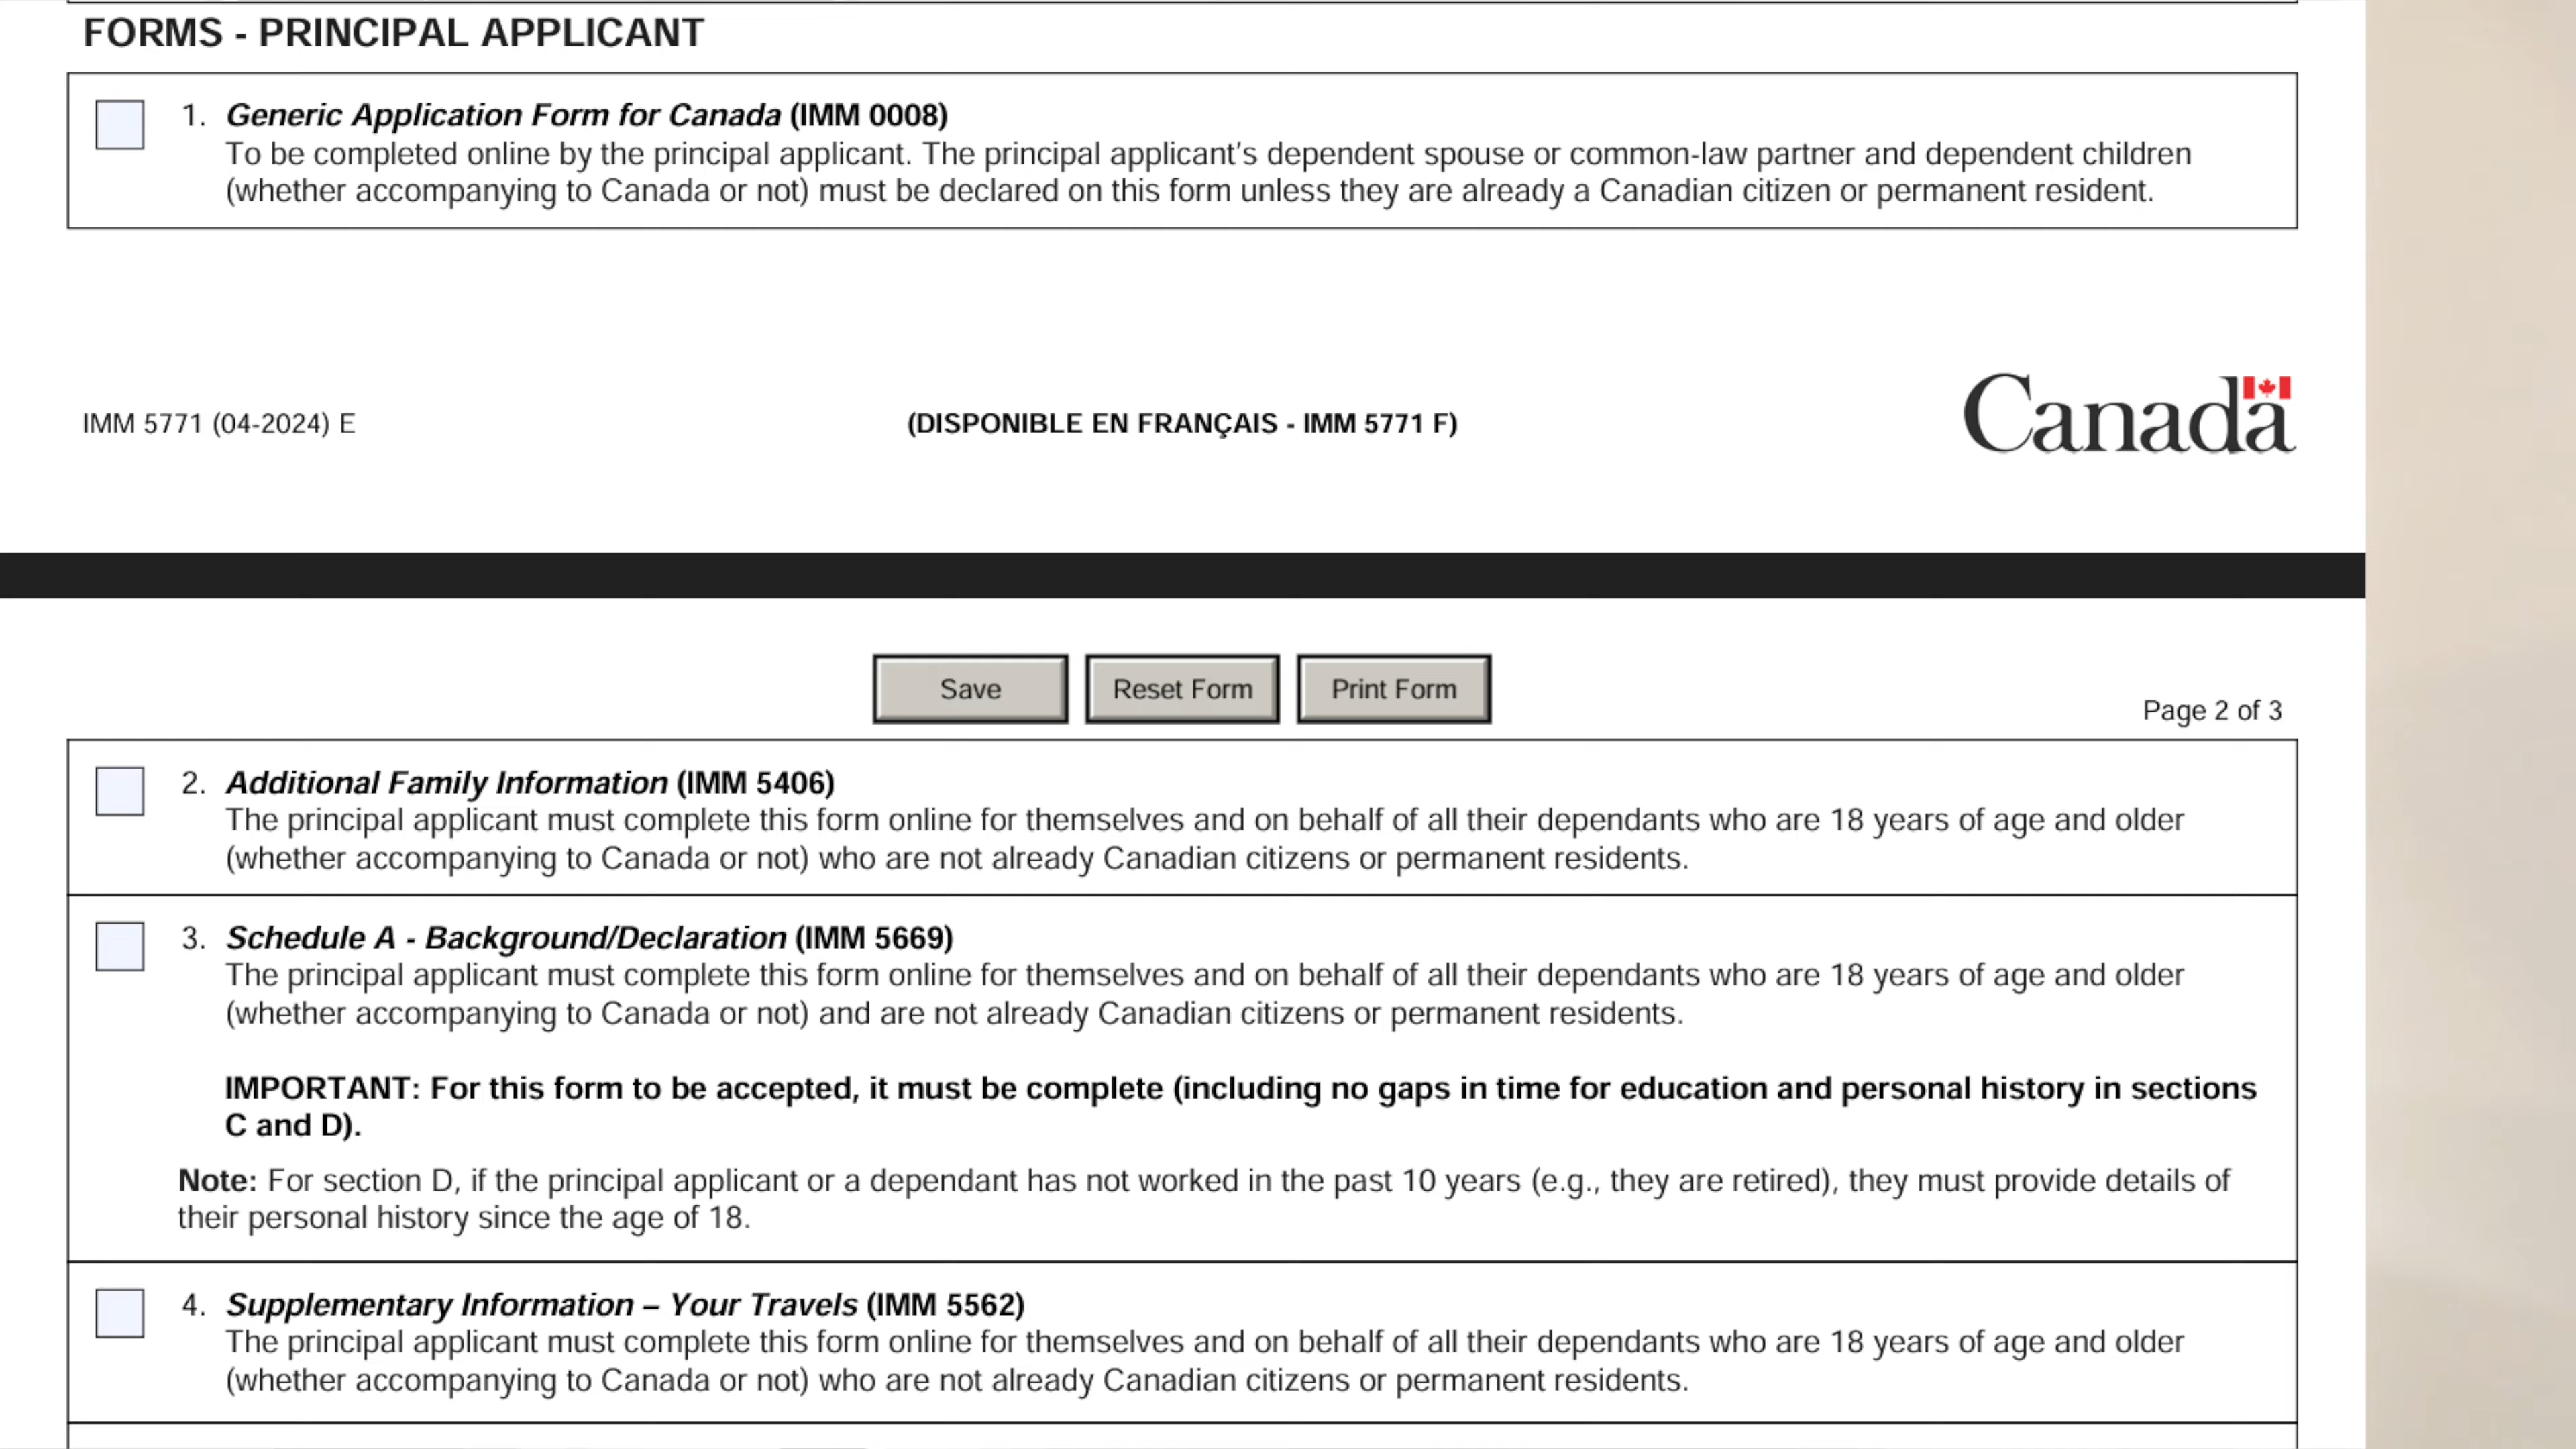 FORMS - PRINCIPAL APPLICANT
1. Generic Application Form for Canada (IMM 0008)
To be completed online by the principal applicant. The principal applicant's dependent spouse or common-law partner and dependent children
(whether accompanying to Canada or not) must be declared on this form unless they are already a Canadian citizen or permanent resident.
IMM 5771 (04-2024) E
(DISPONIBLE EN FRANÇAIS - IMM 5771 F)
Canada
Save
Reset Form
Print Form
Page 2 of 3
2. Additional Family Information (IMM 5406)
The principal applicant must complete this form online for themselves and on behalf of all their dependants who are 18 years of age and older
(whether accompanying to Canada or not) who are not already Canadian citizens or permanent residents.
3. Schedule A - Background/Declaration (IMM 5669)
The principal applicant must complete this form online for themselves and on behalf of all their dependants who are 18 years of age and older
(whether accompanying to Canada or not) and are not already Canadian citizens or permanent residents.
IMPORTANT: For this form to be accepted, it must be complete (including no gaps in time for education and personal history in sections
C and D).
Note: For section D, if the principal applicant or a dependant has not worked in the past 10 years (e.g., they are retired), they must provide details of
their personal history since the age of 18.
4. Supplementary Information – Your Travels (IMM 5562)
The principal applicant must complete this form online for themselves and on behalf of all their dependants who are 18 years of age and older
(whether accompanying to Canada or not) who are not already Canadian citizens or permanent residents.